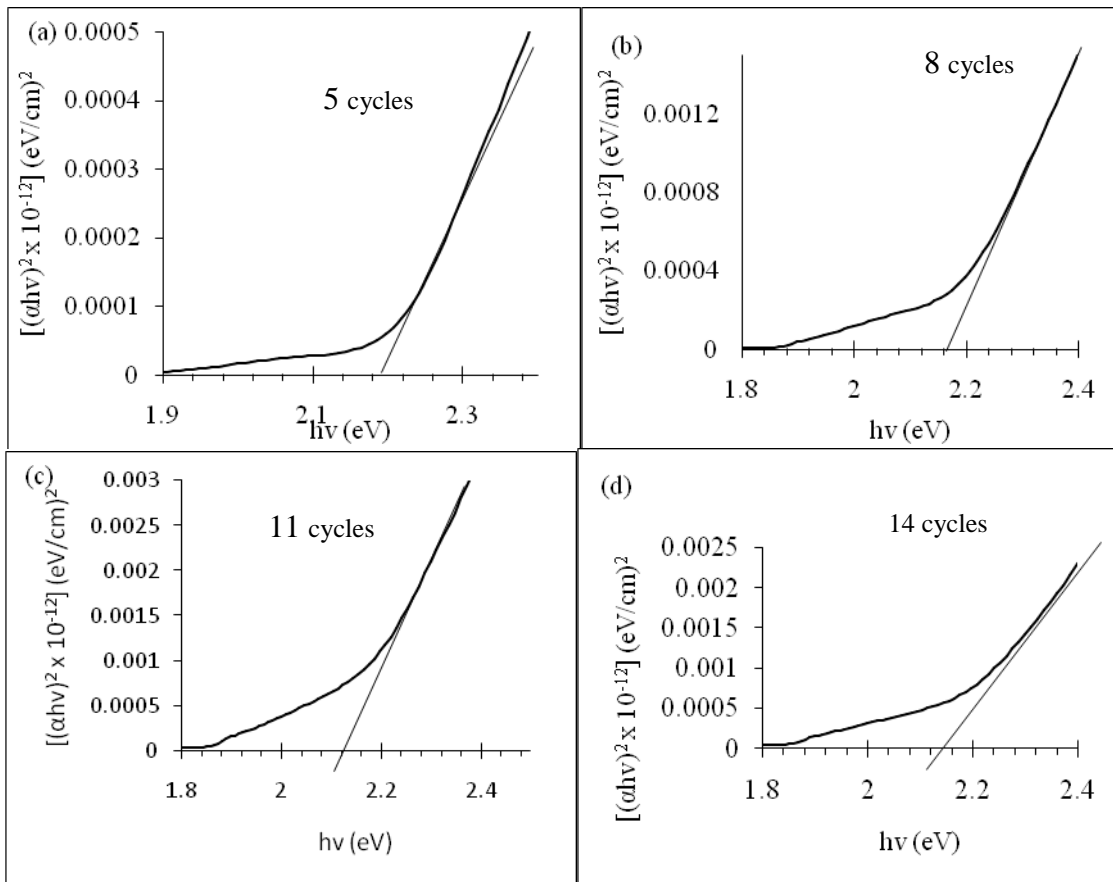 (a)
5 cycles
[(αhν)² x 10⁻¹²] (eV/cm)²
0.0005
0.0004
0.0003
0.0002
0.0001
0
1.9
2.1
2.3
hν (eV)
(b)
8 cycles
[(αhν)² x 10⁻¹²] (eV/cm)²
0.0012
0.0008
0.0004
0
1.8
2
2.2
2.4
hν (eV)
(c)
11 cycles
[(αhν)² x 10⁻¹²] (eV/cm)²
0.003
0.0025
0.002
0.0015
0.001
0.0005
0
1.8
2
2.2
2.4
hν (eV)
(d)
14 cycles
[(αhν)² x 10⁻¹²] (eV/cm)²
0.0025
0.002
0.0015
0.001
0.0005
0
1.8
2
2.2
2.4
hν (eV)